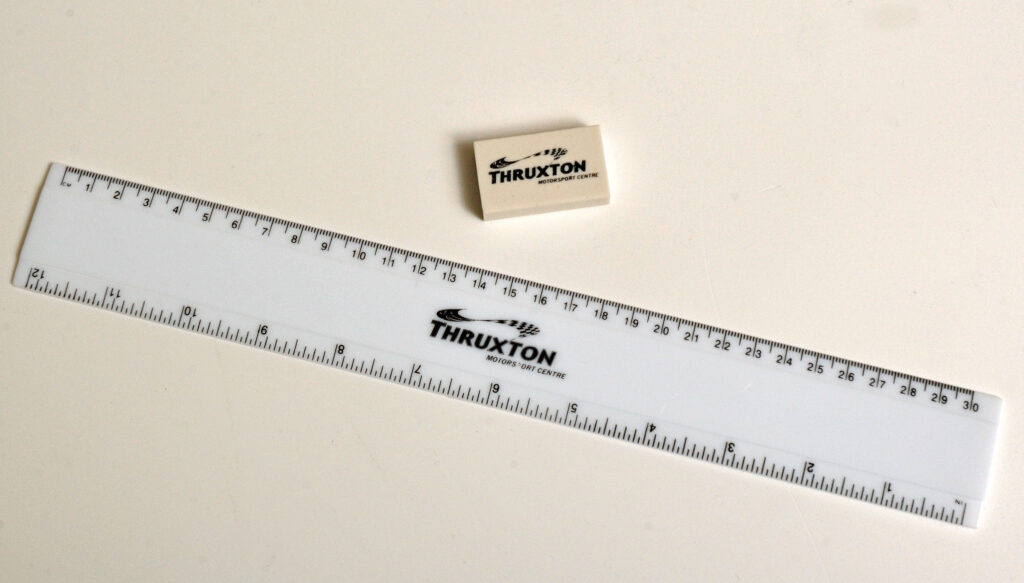 THRUXTON
MOTORSPORT CENTRE
CM 1 2 3 4 5 6 7 8 9 10 11 12 13 14 15 16 17 18 19 20 21 22 23 24 25 26 27 28 29 30
THRUXTON
MOTORSPORT CENTRE
IN 1 2 3 4 5 6 7 8 9 10 11 12